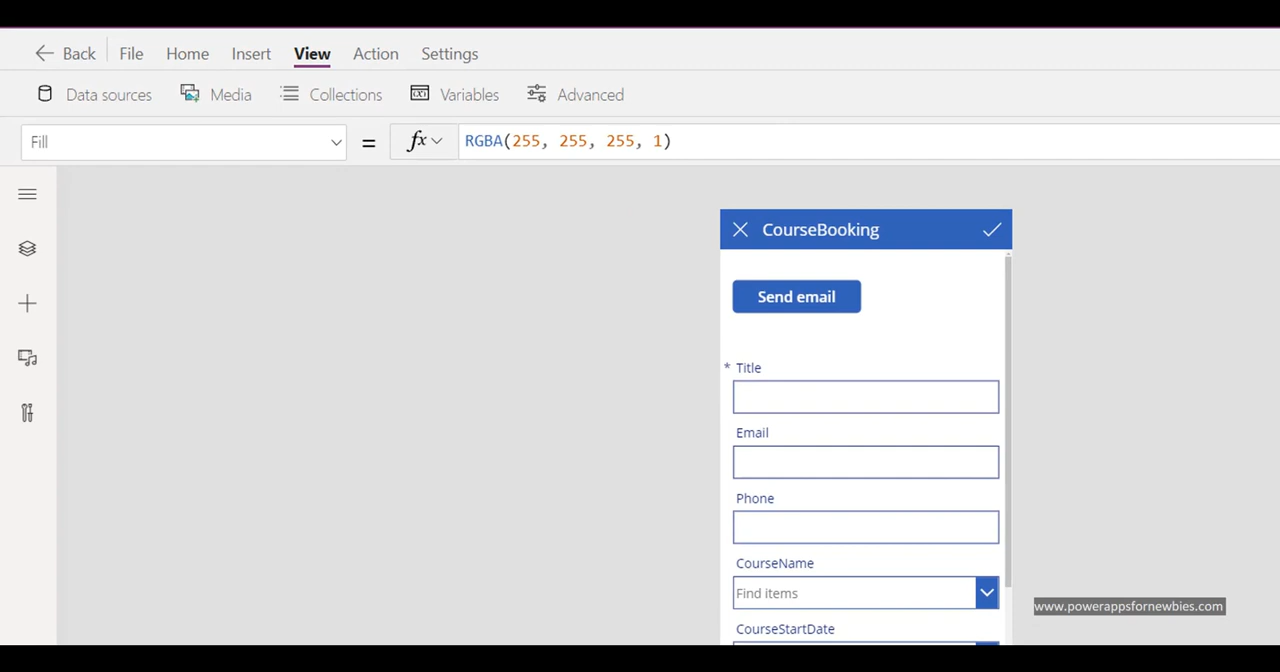 Back File Home Insert View Action Settings
Data sources Media Collections Variables Advanced
Fill = fx RGBA(255, 255, 255, 1)
CourseBooking
Send email
* Title
Email
Phone
CourseName
Find items
www.powerappsfornewbies.com
CourseStartDate